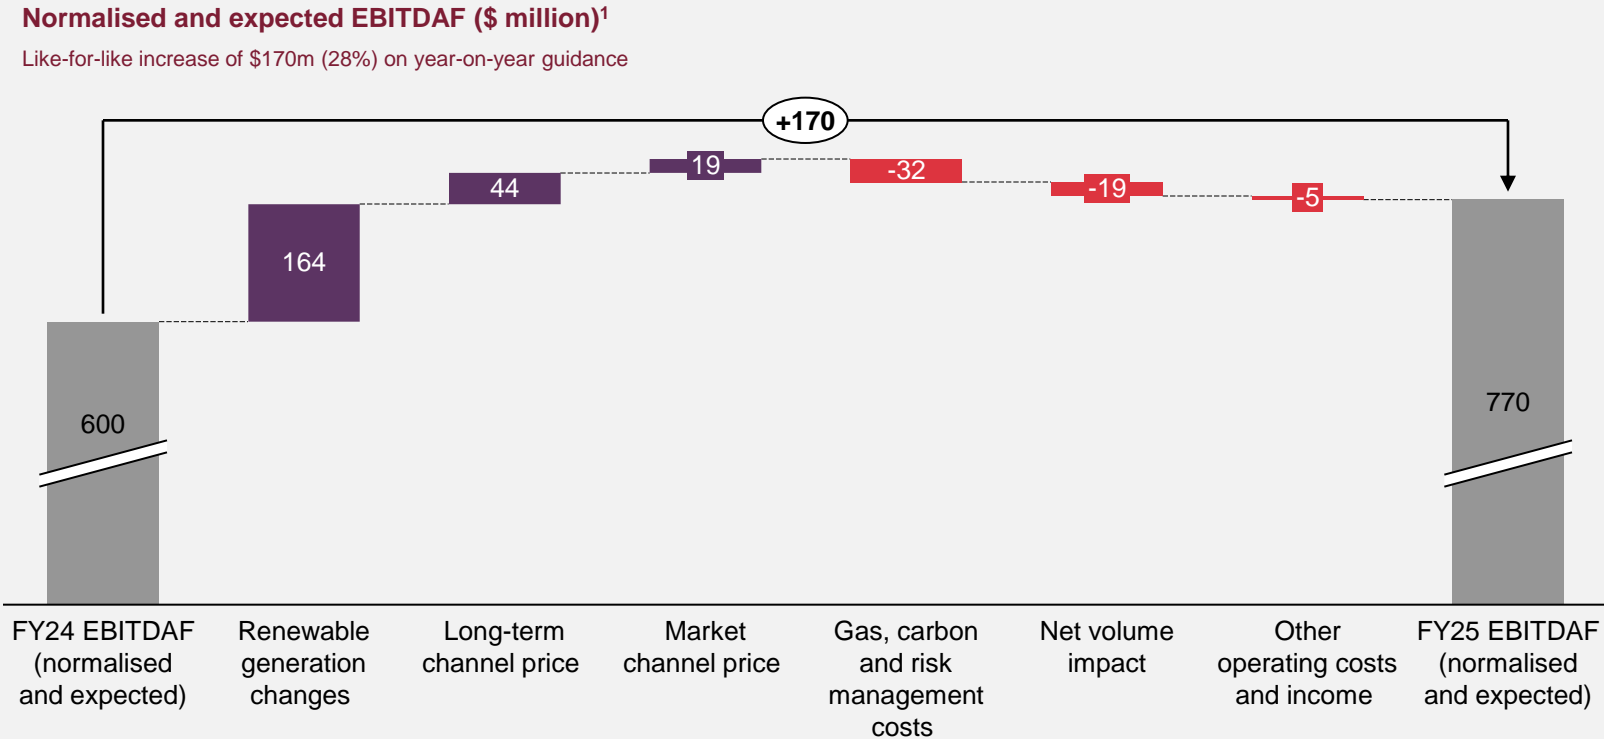 Normalised and expected EBITDAF ($ million)¹
Like-for-like increase of $170m (28%) on year-on-year guidance
+170
600
164
44
19
-32
-19
-5
770
FY24 EBITDAF
(normalised
and expected)
Renewable
generation
changes
Long-term
channel price
Market
channel price
Gas, carbon
and risk
management
costs
Net volume
impact
Other
operating costs
and income
FY25 EBITDAF
(normalised
and expected)